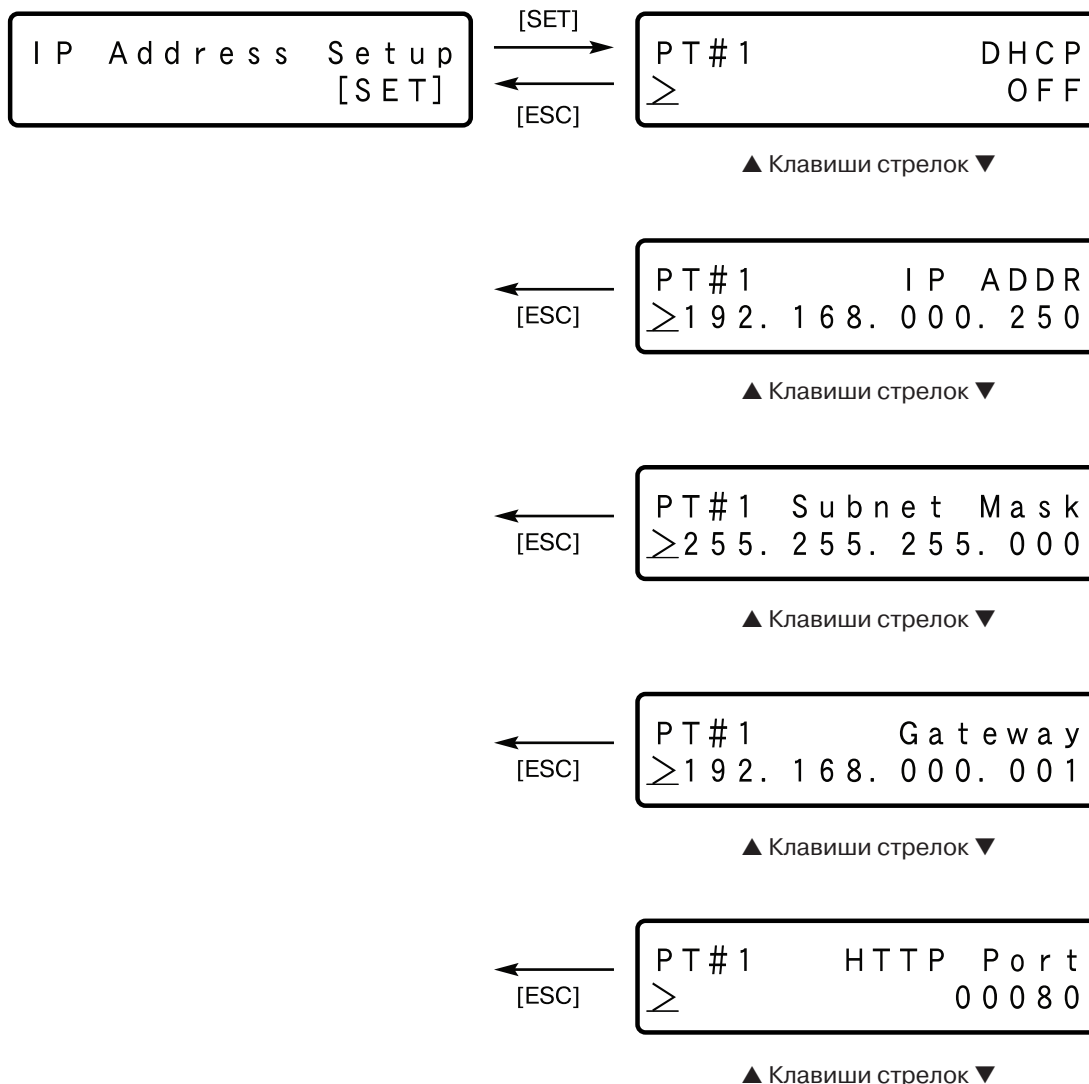 IP Address Setup
[SET]
[SET]
[ESC]
PT#1 DHCP
> OFF
▲ Клавиши стрелок ▼
[ESC]
PT#1 IP ADDR
>192.168.000.250
▲ Клавиши стрелок ▼
[ESC]
PT#1 Subnet Mask
>255.255.255.000
▲ Клавиши стрелок ▼
[ESC]
PT#1 Gateway
>192.168.000.001
▲ Клавиши стрелок ▼
[ESC]
PT#1 HTTP Port
> 00080
▲ Клавиши стрелок ▼